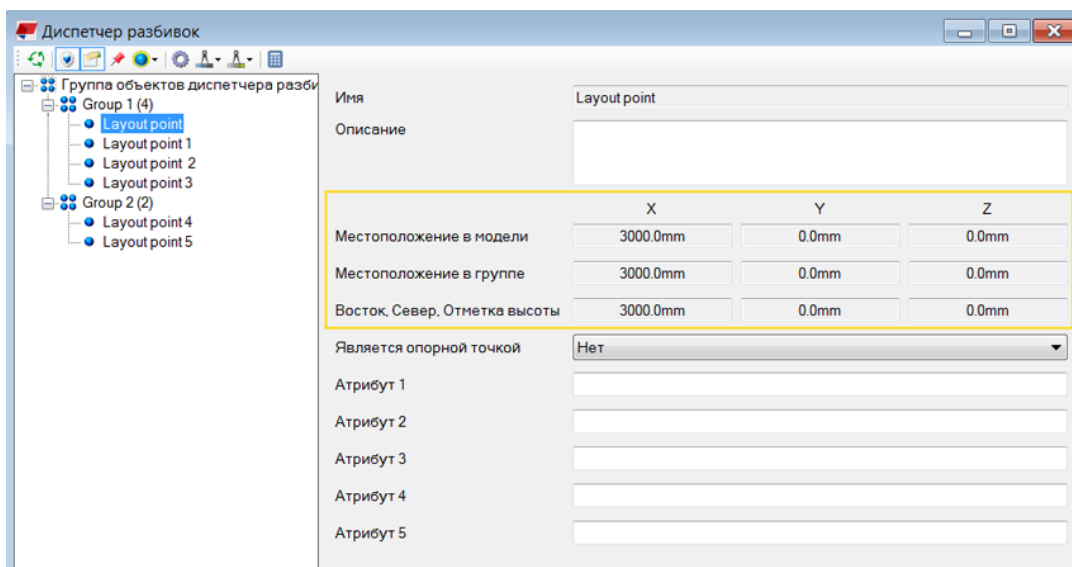 Диспетчер разбивок
Группа объектов диспетчера разби
Group 1 (4)
Layout point
Layout point 1
Layout point 2
Layout point 3
Group 2 (2)
Layout point 4
Layout point 5
Имя Layout point
Описание
X Y Z
Местоположение в модели 3000.0mm 0.0mm 0.0mm
Местоположение в группе 3000.0mm 0.0mm 0.0mm
Восток, Север, Отметка высоты 3000.0mm 0.0mm 0.0mm
Является опорной точкой Нет
Атрибут 1
Атрибут 2
Атрибут 3
Атрибут 4
Атрибут 5